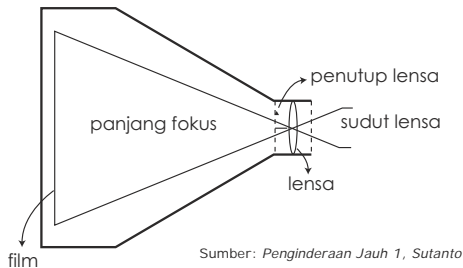 penutup lensa
panjang fokus
sudut lensa
lensa
film
Sumber: Penginderaan Jauh 1, Sutanto